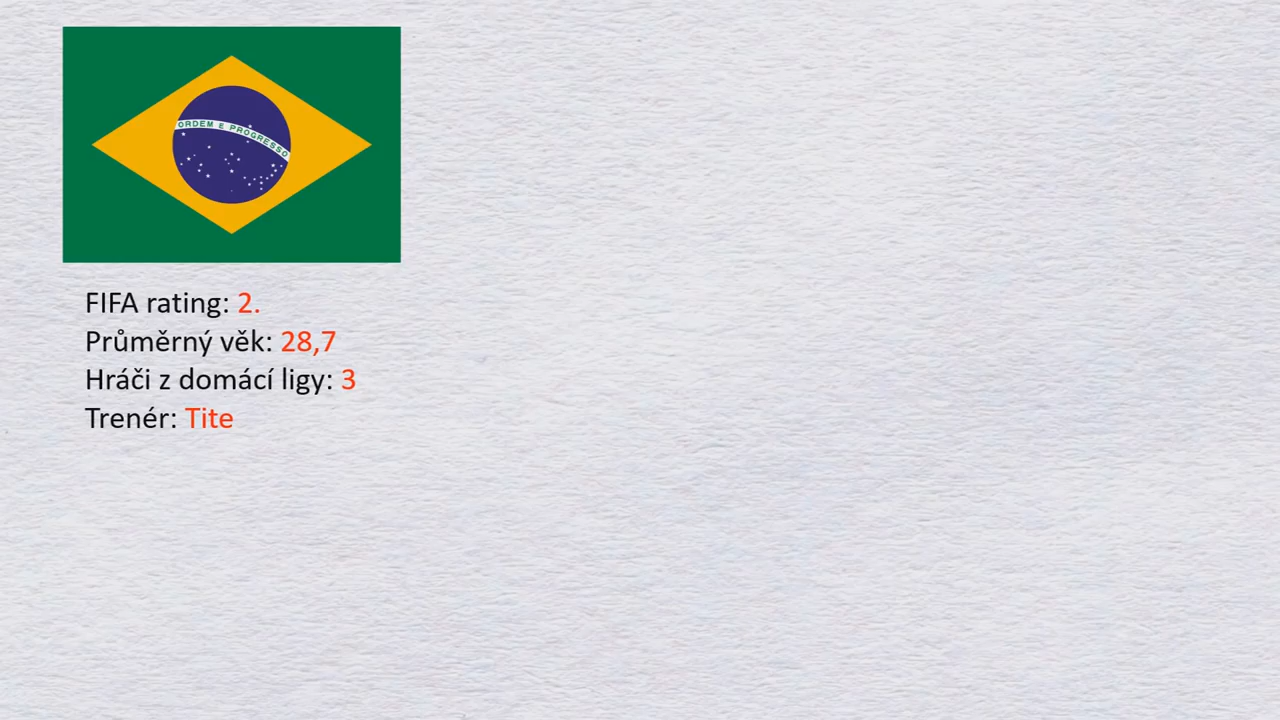 ORDEM E PROGRESSO
FIFA rating: 2.
Průměrný věk: 28,7
Hráči z domácí ligy: 3
Trenér: Tite